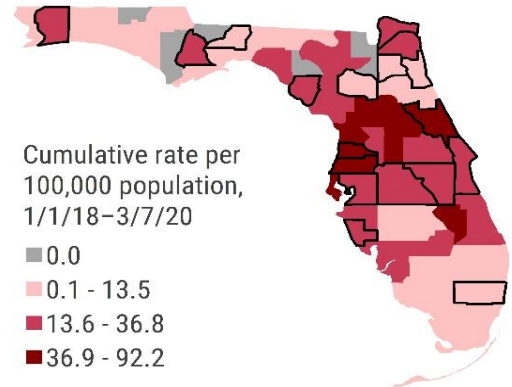 Cumulative rate per
100,000 population,
1/1/18–3/7/20
0.0
0.1 - 13.5
13.6 - 36.8
36.9 - 92.2